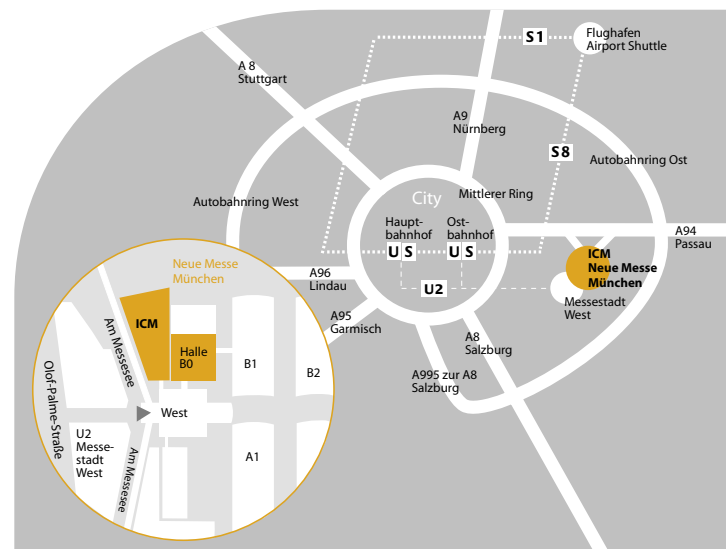 S1
Flughafen
Airport Shuttle
A 8
Stuttgart
A9
Nürnberg
S8
Autobahnring Ost
Autobahnring West
City
Mittlerer Ring
Haupt-
bahnhof
Ost-
bahnhof
U S
U S
A94
Passau
ICM
Neue Messe
München
U2
Messestadt
West
A96
Lindau
A95
Garmisch
A8
Salzburg
A995 zur A8
Salzburg
Neue Messe
München
ICM
Am Messesee
Halle
B0
B1
B2
Olof-Palme-Straße
West
U2
Messe-
stadt
West
Am Messesee
A1